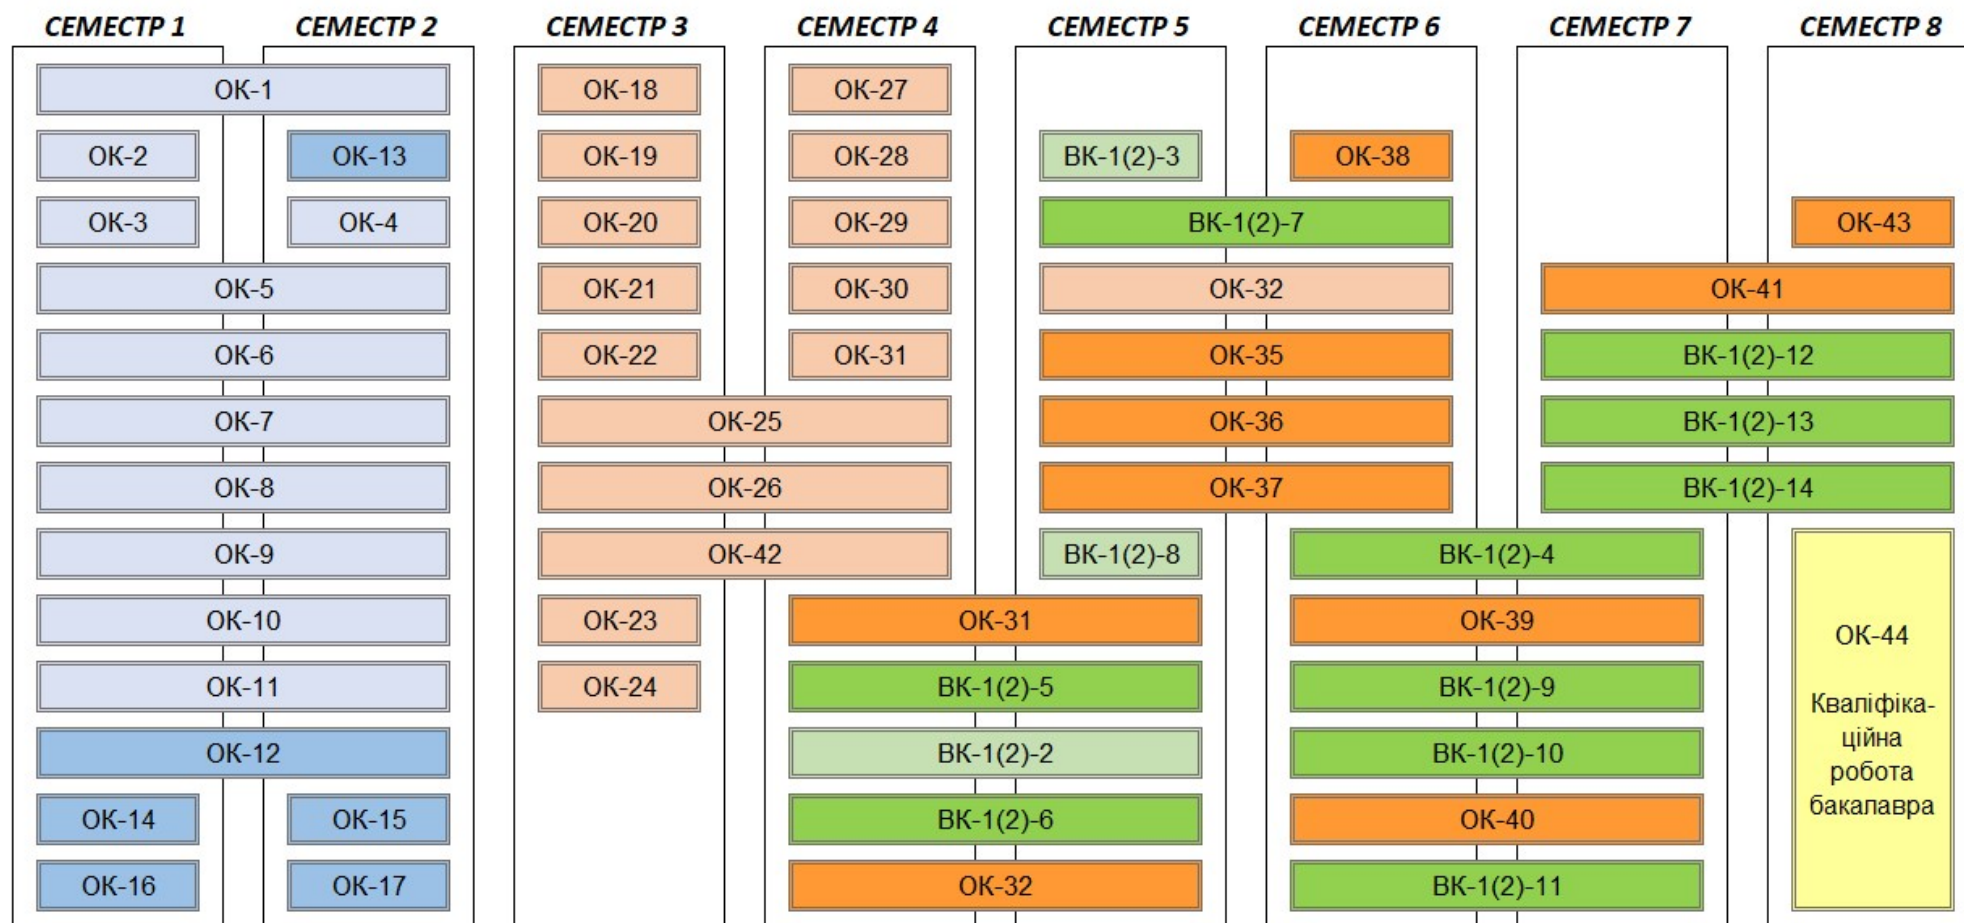 СЕМЕСТР 1 СЕМЕСТР 2 СЕМЕСТР 3 СЕМЕСТР 4 СЕМЕСТР 5 СЕМЕСТР 6 СЕМЕСТР 7 СЕМЕСТР 8
ОК-1 ОК-18 ОК-27
ОК-2 ОК-13 ОК-19 ОК-28 ВК-1(2)-3 ОК-38
ОК-3 ОК-4 ОК-20 ОК-29 ВК-1(2)-7 ОК-43
ОК-5 ОК-21 ОК-30 ОК-32 ОК-41
ОК-6 ОК-22 ОК-31 ОК-35 ВК-1(2)-12
ОК-7 ОК-25 ОК-36 ВК-1(2)-13
ОК-8 ОК-26 ОК-37 ВК-1(2)-14
ОК-9 ОК-42 ВК-1(2)-8 ВК-1(2)-4
ОК-10 ОК-23 ОК-31 ОК-39
ОК-11 ОК-24 ВК-1(2)-5 ВК-1(2)-9
ОК-12 ВК-1(2)-2 ВК-1(2)-10
ОК-14 ОК-15 ВК-1(2)-6 ОК-40
ОК-16 ОК-17 ОК-32 ВК-1(2)-11
ОК-44
Кваліфіка-
ційна
робота
бакалавра